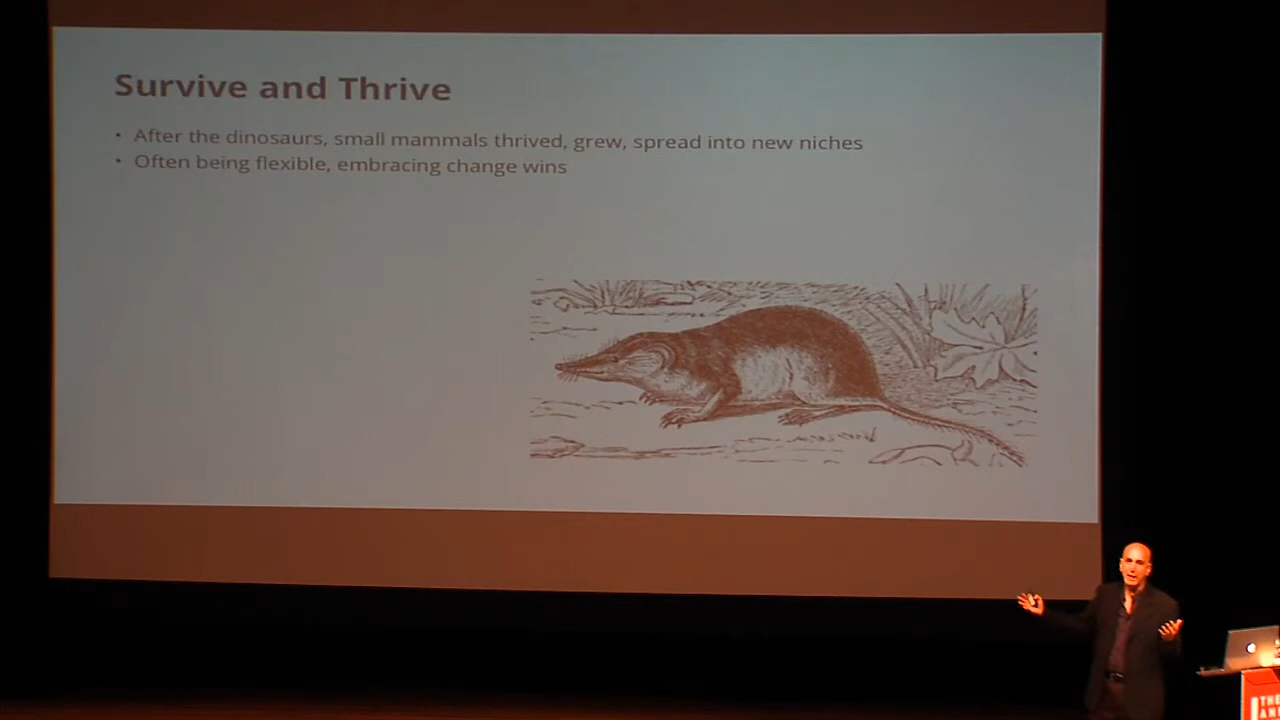 Survive and Thrive
• After the dinosaurs, small mammals thrived, grew, spread into new niches
• Often being flexible, embracing change wins
THE